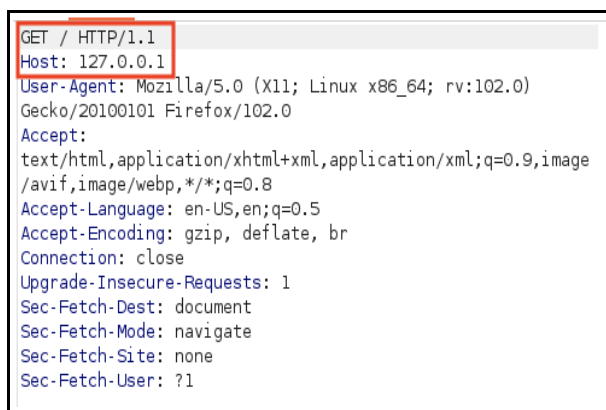 GET / HTTP/1.1
Host: 127.0.0.1
User-Agent: Mozilla/5.0 (X11; Linux x86_64; rv:102.0)
Gecko/20100101 Firefox/102.0
Accept:
text/html,application/xhtml+xml,application/xml;q=0.9,image
/avif,image/webp,*/*;q=0.8
Accept-Language: en-US,en;q=0.5
Accept-Encoding: gzip, deflate, br
Connection: close
Upgrade-Insecure-Requests: 1
Sec-Fetch-Dest: document
Sec-Fetch-Mode: navigate
Sec-Fetch-Site: none
Sec-Fetch-User: ?1